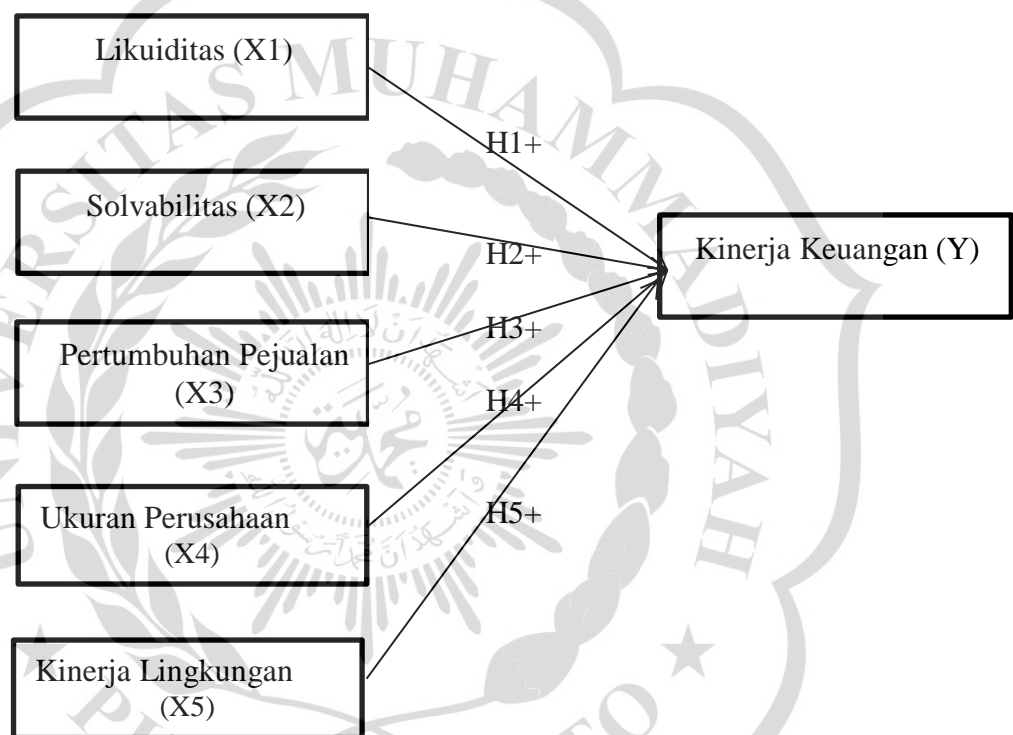 Likuiditas (X1)
H1+
Solvabilitas (X2)
H2+
Kinerja Keuangan (Y)
Pertumbuhan Pejualan
(X3)
H3+
H4+
Ukuran Perusahaan
(X4)
H5+
Kinerja Lingkungan
(X5)
MUHAMMADIYAH